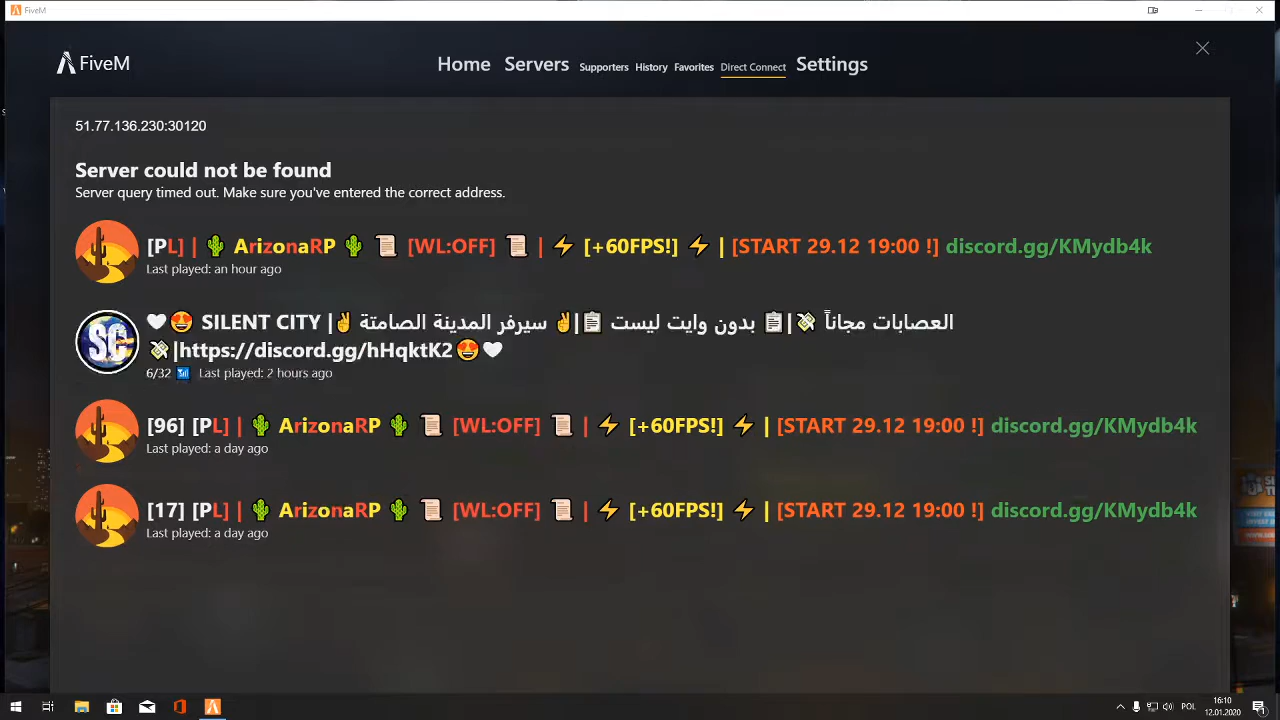 FiveM
FiveM
Home Servers Supporters History Favorites Direct Connect Settings
51.77.136.230:30120
Server could not be found
Server query timed out. Make sure you've entered the correct address.
[PL] | 🌵 ArizonaRP 🌵 📜 [WL:OFF] 📜 | ⚡ [+60FPS!] ⚡ | [START 29.12 19:00 !] discord.gg/KMydb4k
Last played: an hour ago
SC
🤍😍 SILENT CITY |✌ سيرفر المدينة الصامتة ✌|📋 بدون وايت ليست 📋|💸 العصابات مجاناً
💸|https://discord.gg/hHqktK2😍🤍
6/32 📶 Last played: 2 hours ago
[96] [PL] | 🌵 ArizonaRP 🌵 📜 [WL:OFF] 📜 | ⚡ [+60FPS!] ⚡ | [START 29.12 19:00 !] discord.gg/KMydb4k
Last played: a day ago
[17] [PL] | 🌵 ArizonaRP 🌵 📜 [WL:OFF] 📜 | ⚡ [+60FPS!] ⚡ | [START 29.12 19:00 !] discord.gg/KMydb4k
Last played: a day ago
POL
16:10
12.01.2020